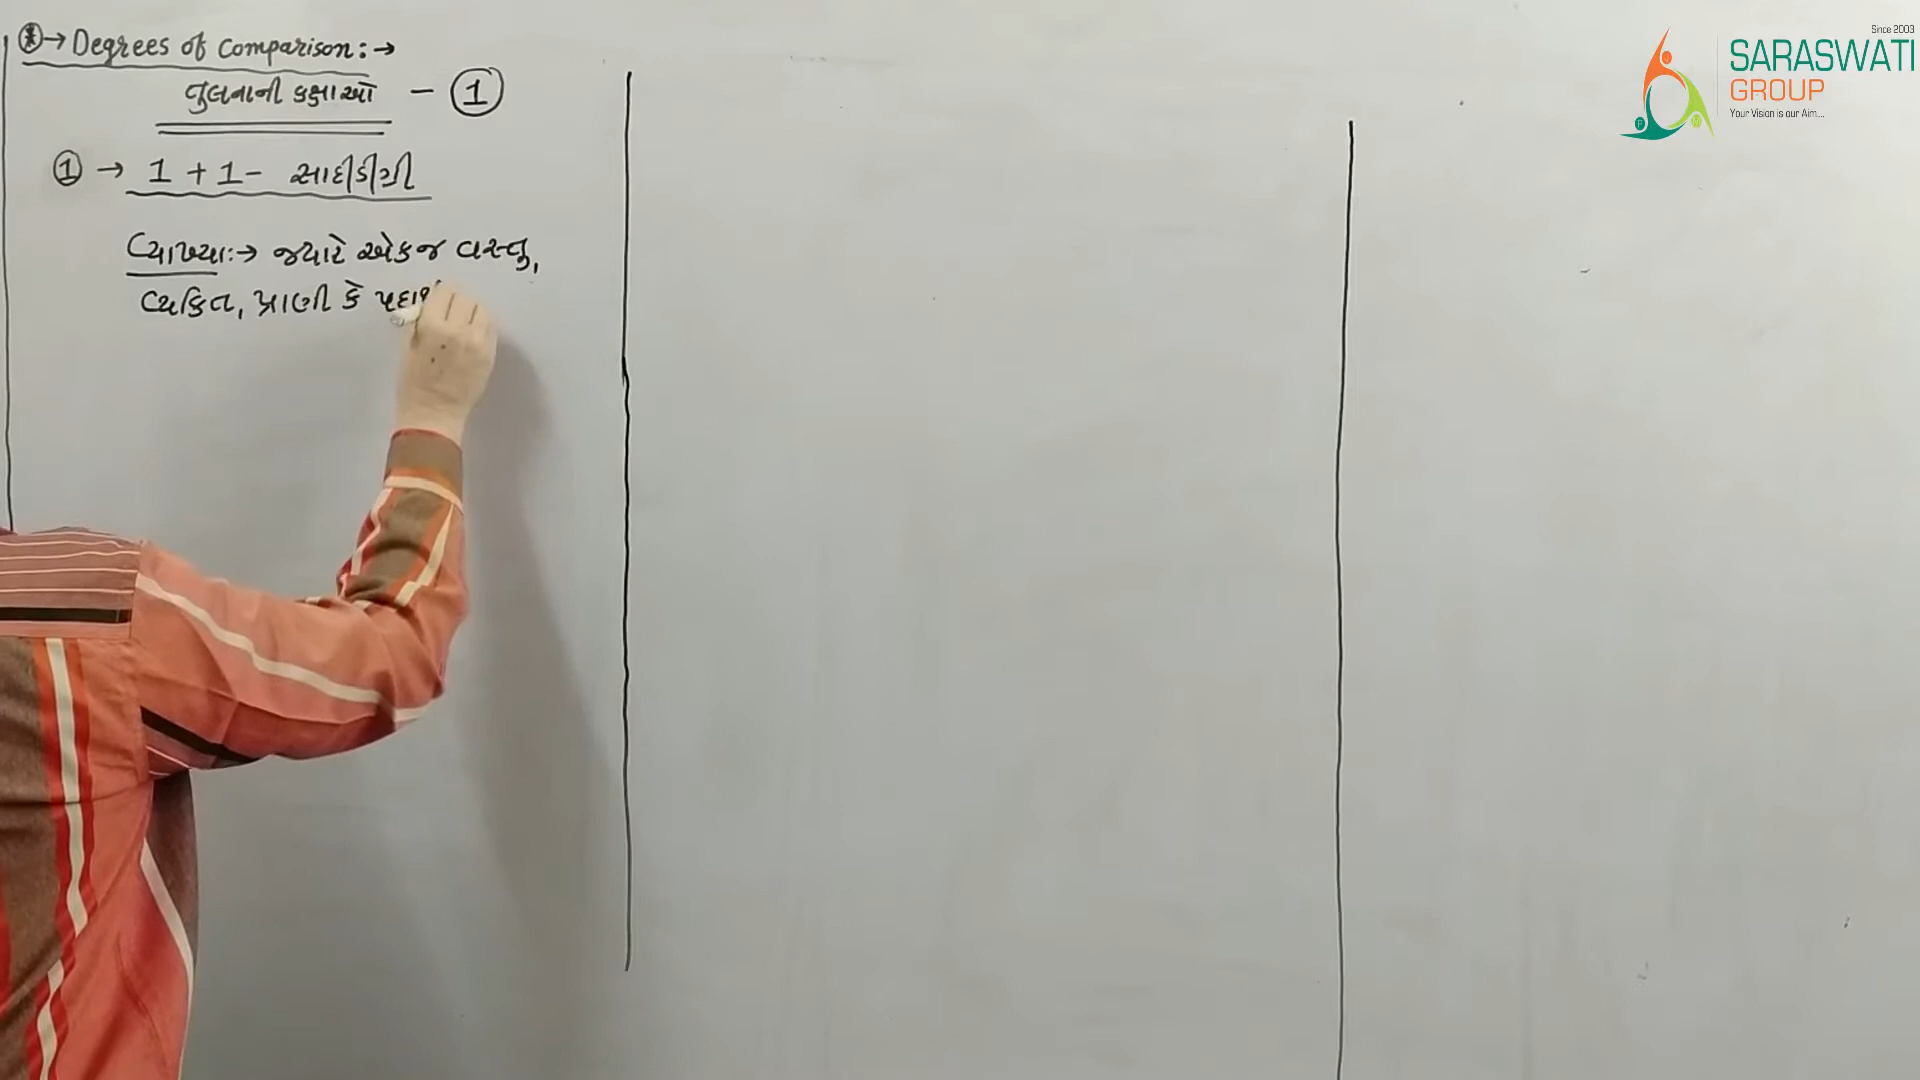 * → Degrees of Comparison: →
તુલનાની કક્ષાઓ - 1
1 → 1 + 1 - સાદી
વ્યાખ્યા: → જ્યારે એક જ વસ્તુ,
વ્યક્તિ, પ્રાણી કે
Since 2003
SARASWATI
GROUP
Your Vision is our Aim....